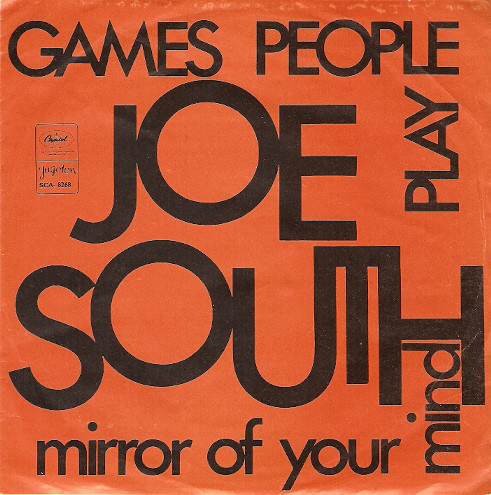 GAMES PEOPLE
PLAY
JOE
SOUTH
Capitol
Jugoton
SCA-8268
mirror of your
mind